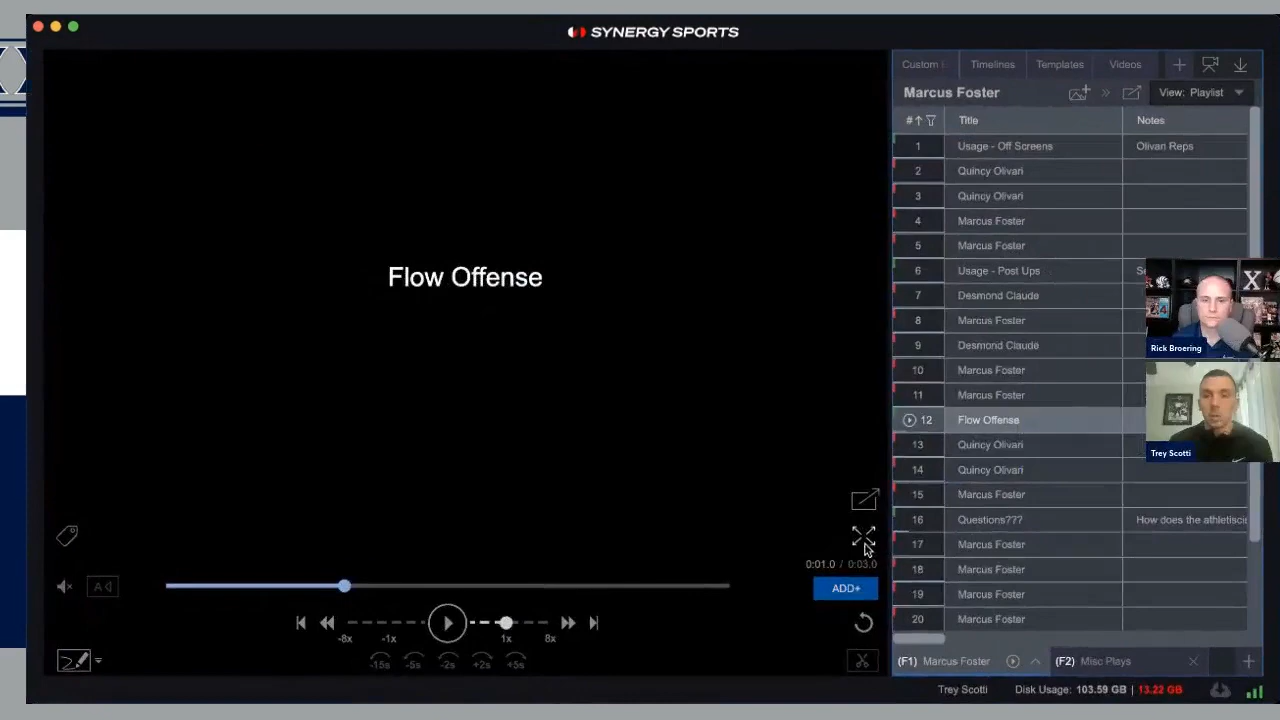 SYNERGY SPORTS
Custom
Timelines
Templates
Videos
Marcus Foster
View: Playlist
#
Title
Notes
1 Usage - Off Screens Olivari Reps
2 Quincy Olivari
3 Quincy Olivari
4 Marcus Foster
5 Marcus Foster
6 Usage - Post Ups
7 Desmond Claude
8 Marcus Foster
9 Desmond Claude
10 Marcus Foster
11 Marcus Foster
12 Flow Offense
13 Quincy Olivari
14 Quincy Olivari
15 Marcus Foster
16 Questions??? How does the
17 Marcus Foster
18 Marcus Foster
19 Marcus Foster
20 Marcus Foster
Flow Offense
X
Rick Broering
Trey Scotti
0:01.0 / 0:03.0
ADD+
A
-8x
-1x
1x
8x
-15s
-5s
-2s
+2s
+5s
(F1) Marcus Foster
(F2) Misc Plays
Trey Scotti
Disk Usage: 103.59 GB | 13.22 GB